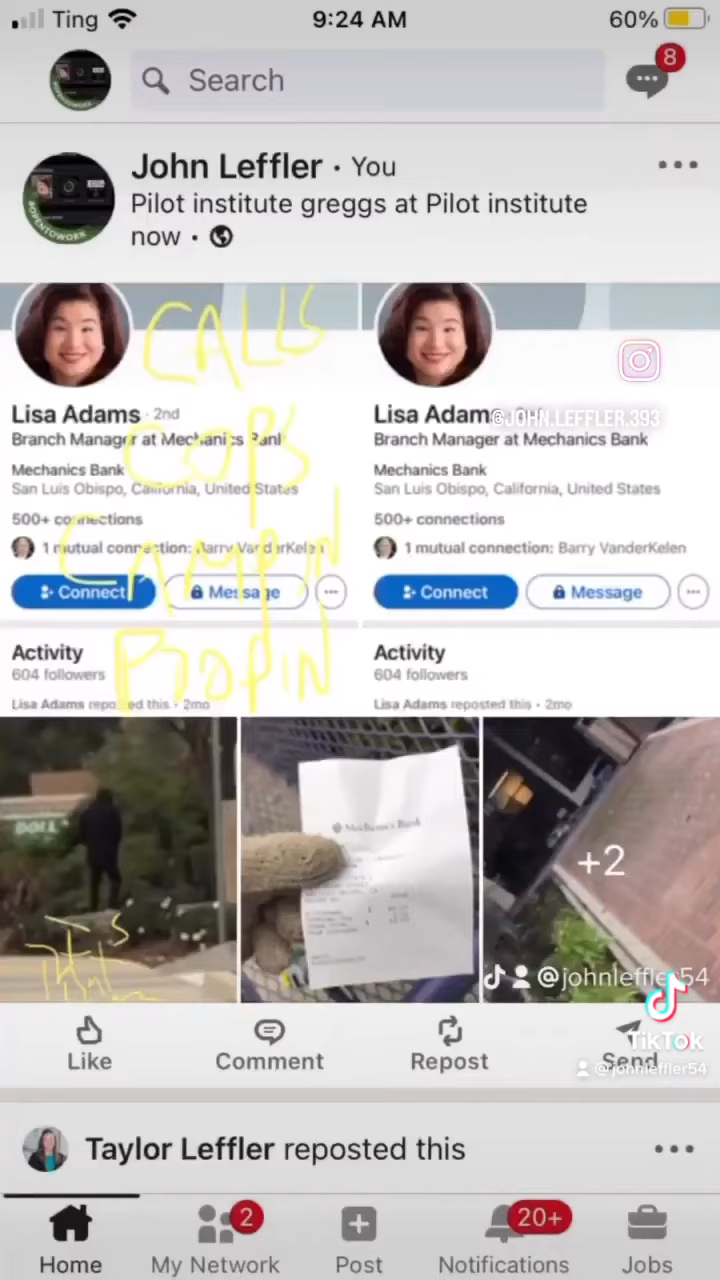 Ting
9:24 AM
60%
Search
8
John Leffler • You
Pilot institute greggs at Pilot institute
now •
#OPENTOWORK
CALLS
COPS
CAMPIN
Lisa Adams · 2nd
Branch Manager at Mechanics Bank
Mechanics Bank
San Luis Obispo, California, United States
500+ connections
1 mutual connection: Barry VanderKelen
Connect
Message
Activity
604 followers
Lisa Adams reposted this • 2mo
@JOHN.LEFFLER.393
Lisa Adams
Branch Manager at Mechanics Bank
Mechanics Bank
San Luis Obispo, California, United States
500+ connections
1 mutual connection: Barry VanderKelen
Connect
Message
Activity
604 followers
Lisa Adams reposted this • 2mo
Mechanics Bank
+2
@johnleffler54
TikTok
@johnleffler54
Like
Comment
Repost
Send
Taylor Leffler reposted this
2
20+
Home
My Network
Post
Notifications
Jobs